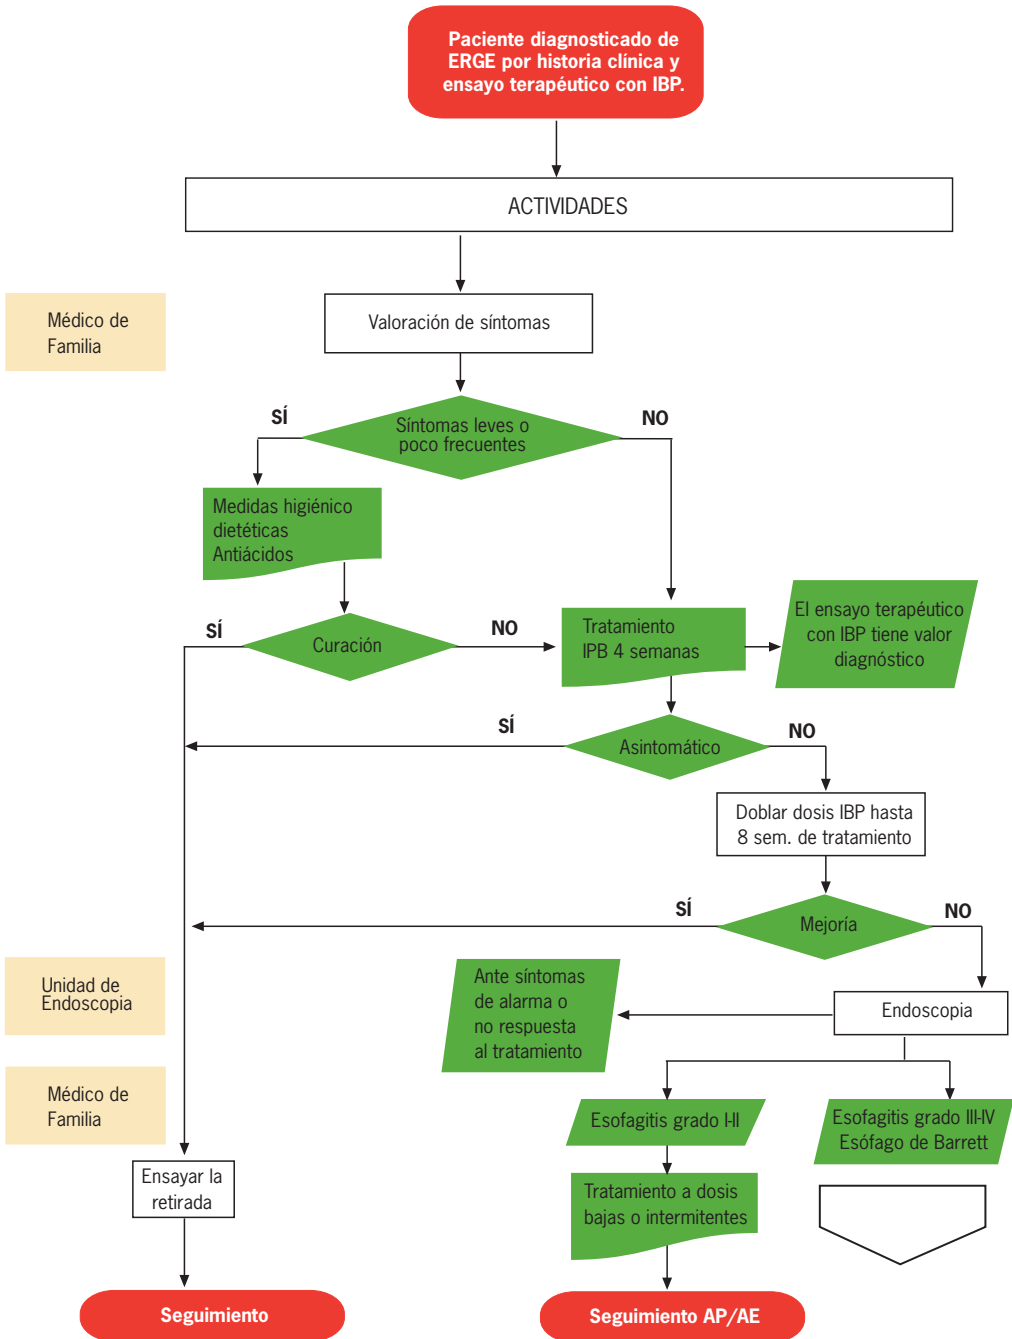 Paciente diagnosticado de
ERGE por historia clínica y
ensayo terapéutico con IBP.
ACTIVIDADES
Médico de
Familia
Valoración de síntomas
SÍ
NO
Síntomas leves o
poco frecuentes
Medidas higiénico
dietéticas
Antiácidos
SÍ
Curación
NO
Tratamiento
IPB 4 semanas
El ensayo terapéutico
con IBP tiene valor
diagnóstico
SÍ
Asintomático
NO
Doblar dosis IBP hasta
8 sem. de tratamiento
SÍ
Mejoría
NO
Unidad de
Endoscopia
Ante síntomas
de alarma o
no respuesta
al tratamiento
Endoscopia
Médico de
Familia
Esofagitis grado I-II
Esofagitis grado III-IV
Esófago de Barrett
Ensayar la
retirada
Tratamiento a dosis
bajas o intermitentes
Seguimiento
Seguimiento AP/AE